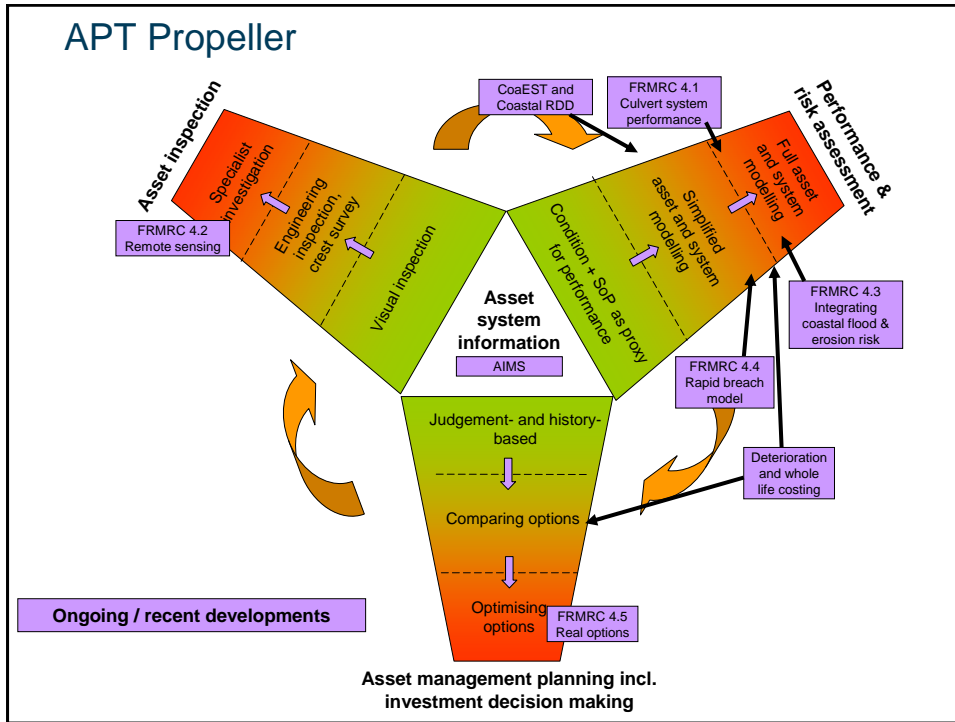 APT Propeller
Asset inspection
Specialist
investigation
Engineering
inspection,
crest survey
Visual inspection
FRMRC 4.2
Remote sensing
CoaEST and
Coastal RDD
FRMRC 4.1
Culvert system
performance
Performance &
risk assessment
Full asset
and system
modelling
Simplified
asset and system
modelling
Condition + SoP as proxy
for performance
FRMRC 4.3
Integrating
coastal flood &
erosion risk
FRMRC 4.4
Rapid breach
model
Deterioration
and whole
life costing
Asset
system
information
AIMS
Judgement- and history-
based
Comparing options
Optimising
options
FRMRC 4.5
Real options
Ongoing / recent developments
Asset management planning incl.
investment decision making